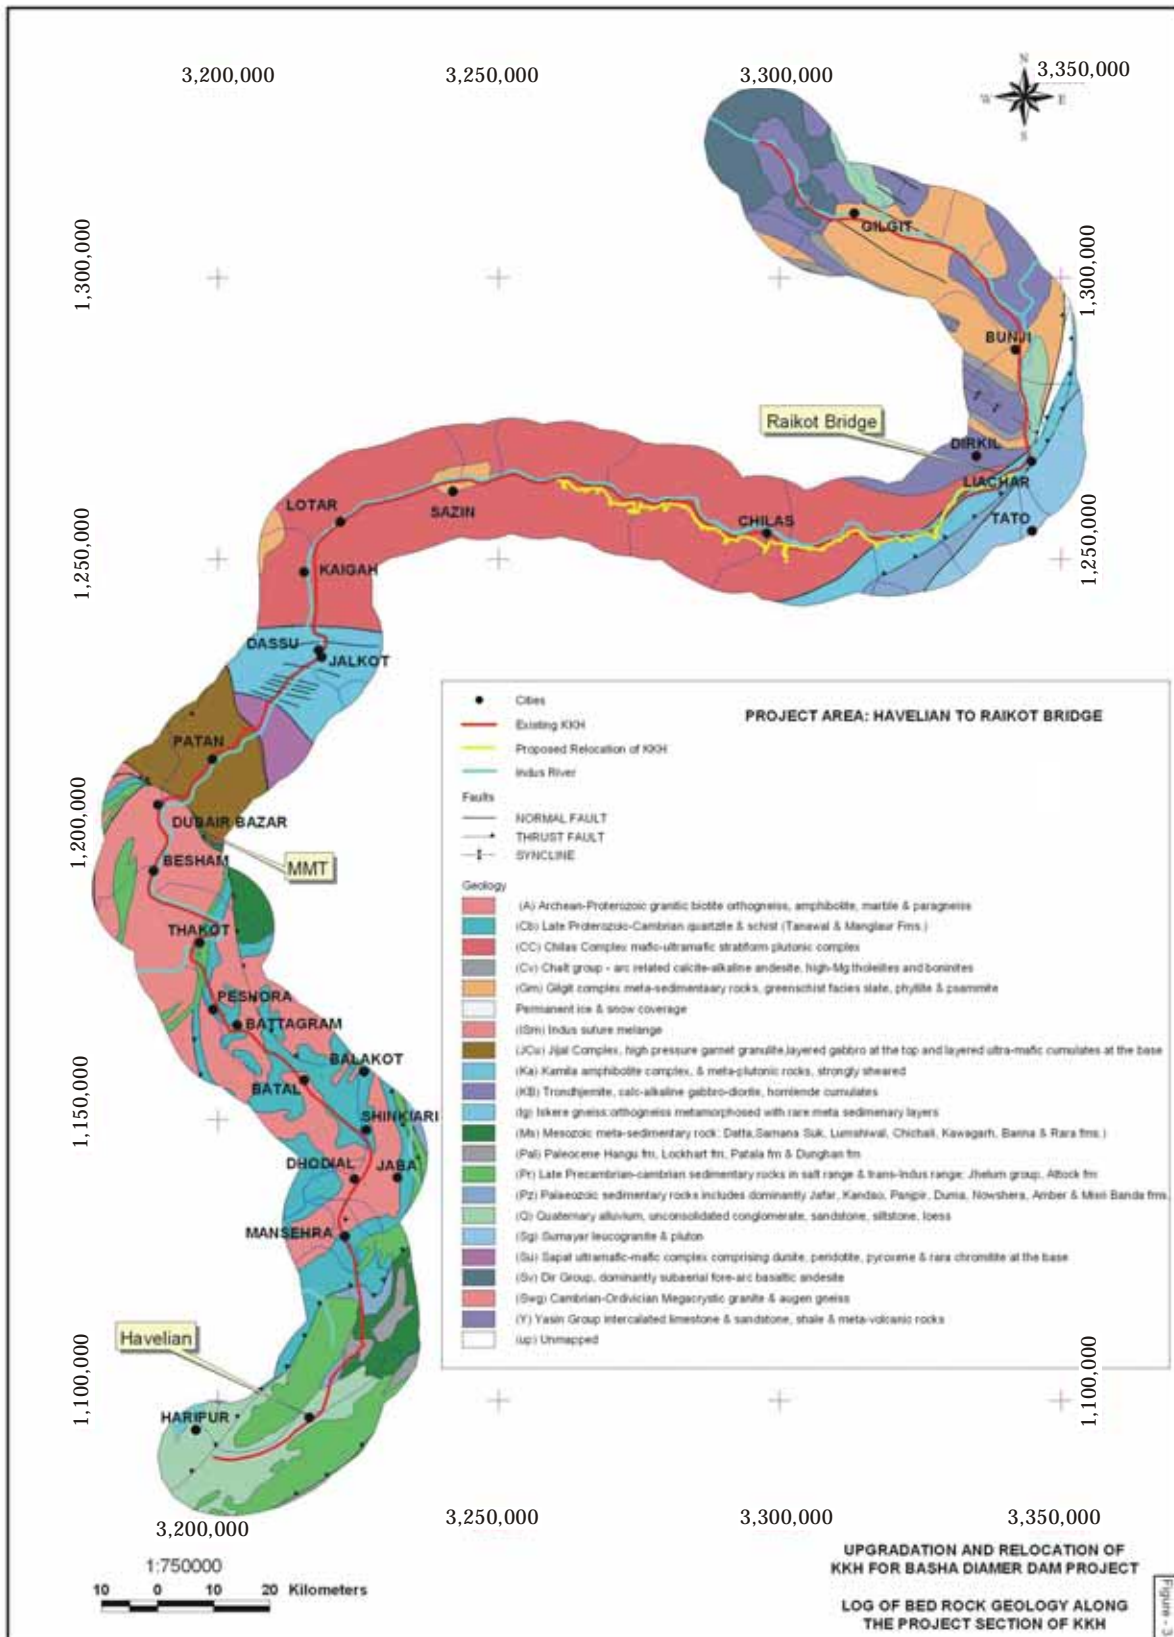 3,200,000
3,250,000
3,300,000
3,350,000
N
W E
S
1,300,000
1,300,000
GILGIT
BUNJI
Raikot Bridge
DIRKIL
LIACHAR
TATO
LOTAR
SAZIN
CHILAS
1,250,000
1,250,000
KAIGAH
DASSU
JALKOT
PATAN
1,200,000
DUBAIR BAZAR
BESHAM
MMT
THAKOT
PESHORA
BATTAGRAM
BALAKOT
BATAL
1,150,000
SHINKIARI
DHODIAL
JABA
MANSEHRA
Havelian
1,100,000
1,100,000
HARIPUR
PROJECT AREA: HAVELIAN TO RAIKOT BRIDGE
Cities
Existing KKH
Proposed Relocation of KKH
Indus River
Faults
NORMAL FAULT
THRUST FAULT
SYNCLINE
Geology
(A) Archean-Proterozoic granitic biotite orthogneiss, amphibolite, marble & paragneiss
(Cb) Late Proterozoic-Cambrian quartzite & schist (Tanawal & Manglaur Fms.)
(CC) Chilas Complex mafic-ultramafic stratiform plutonic complex
(Cv) Chalt group - arc related calcite-alkaline andesite, high-Mg tholeiites and boninites
(Gm) Gilgit complex meta-sedimentaary rocks, greenschist facies slate, phyllite & psammite
Permanent ice & snow coverage
(ISm) Indus suture melange
(JCu) Jijal Complex, high pressure garnet granulite,layered gabbro at the top and layered ultra-mafic cumulates at the base
(Ka) Kamila amphibolite complex, & meta-plutonic rocks, strongly sheared
(KB) Trondhjemite, calc-alkaline gabbro-diorite, hornlende cumulates
(Ig) Iskere gneiss:orthogneiss metamorphosed with rare meta sedimenary layers
(Ms) Mesozoic meta-sedimentary rock: Datta,Samana Suk, Lumshiwal, Chichali, Kawagarh, Banna & Rara fms.)
(Pal) Paleocene Hangu fm, Lockhart fm, Patala fm & Dunghan fm
(Pr) Late Precambrian-cambrian sedimentary rocks in salt range & trans-Indus range; Jhelum group, Attock fm
(Pz) Palaeozoic sedimentary rocks includes dominantly Jafar, Kandao, Panjpir, Duma, Nowshera, Amber & Misri Banda fms.
(Q) Quaternary alluvium, unconsolidated conglomerate, sandstone, siltstone, loess
(Sg) Sumayar leucogranite & pluton
(Su) Sapat ultramafic-mafic complex comprising dunite, peridotite, pyroxene & rara chromitite at the base
(Sv) Dir Group, dominantly subaerial fore-arc basaltic andesite
(Swg) Cambrian-Ordivician Megacrystic granite & augen gneiss
(Y) Yasin Group intercalated limestone & sandstone, shale & meta-volcanic rocks
(up) Unmapped
3,200,000
3,250,000
3,300,000
3,350,000
1:750000
10 0 10 20 Kilometers
UPGRADATION AND RELOCATION OF
KKH FOR BASHA DIAMER DAM PROJECT
LOG OF BED ROCK GEOLOGY ALONG
THE PROJECT SECTION OF KKH
Figure - 3